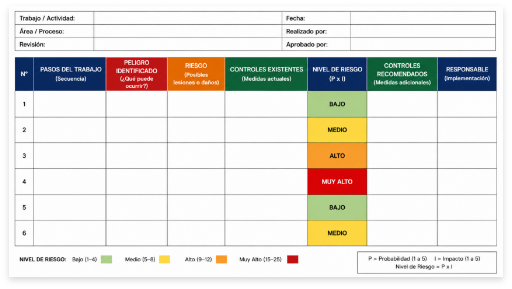 Trabajo / Actividad: Fecha:
Área / Proceso: Realizado por:
Revisión: Aprobado por:
Nº
PASOS DEL TRABAJO
(Secuencia)
PELIGRO
IDENTIFICADO
(¿Qué puede
ocurrir?)
RIESGO
(Posibles
lesiones o daños)
CONTROLES EXISTENTES
(Medidas actuales)
NIVEL DE RIESGO
(P x I)
CONTROLES
RECOMENDADOS
(Medidas adicionales)
RESPONSABLE
(Implementación)
1 BAJO
2 MEDIO
3 ALTO
4 MUY ALTO
5 BAJO
6 MEDIO
NIVEL DE RIESGO: Bajo (1–4) Medio (5–8) Alto (9–12) Muy Alto (15–25)
P = Probabilidad (1 a 5) I = Impacto (1 a 5)
Nivel de Riesgo = P x I